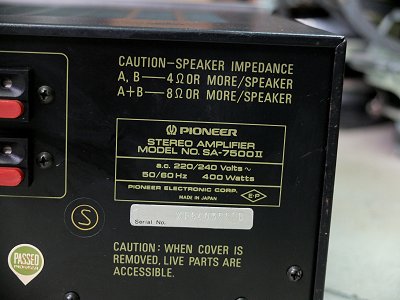 CAUTION-SPEAKER IMPEDANCE
A, B — 4Ω OR MORE/SPEAKER
A+B — 8Ω OR MORE/SPEAKER
PIONEER
STEREO AMPLIFIER
MODEL NO. SA-7500II
a.c. 220/240 Volts~
50/60 Hz 400 Watts
PIONEER ELECTRONIC CORP.
MADE IN JAPAN
E-P
S
Serial No.
CAUTION: WHEN COVER IS
REMOVED, LIVE PARTS ARE
ACCESSIBLE.
PASSED